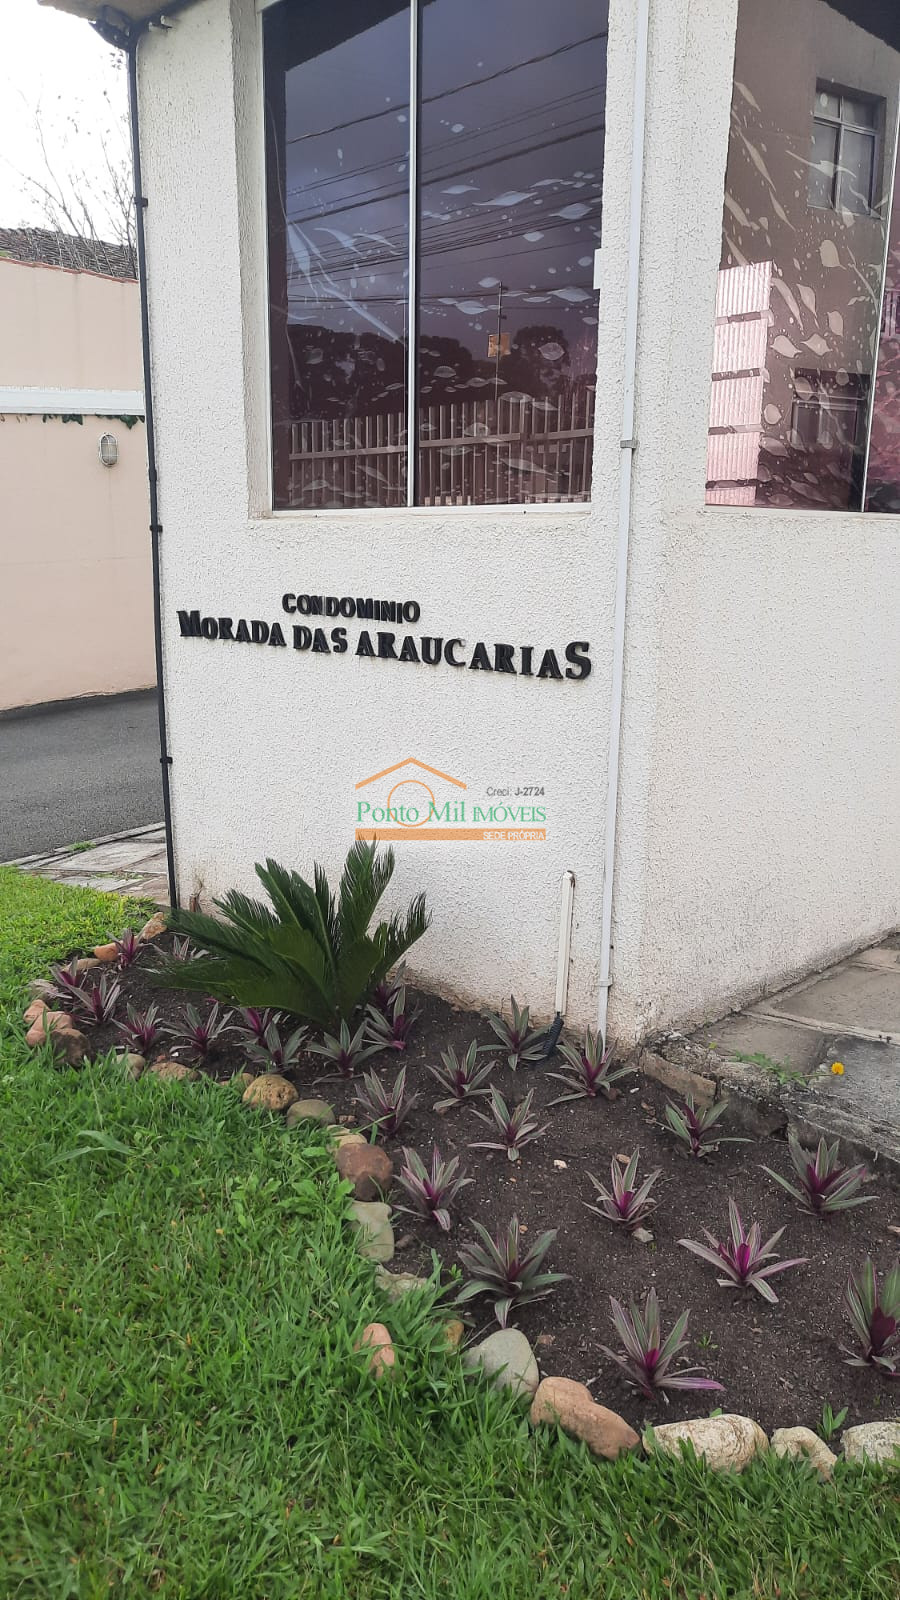 CONDOMINIO
MORADA DAS ARAUCARIAS
Creci: J-2724
Ponto Mil IMÓVEIS
SEDE PRÓPRIA